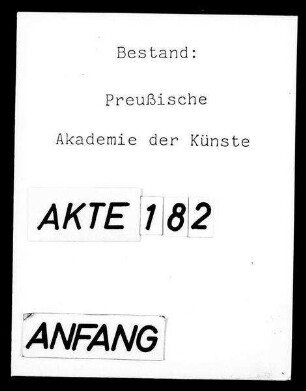 Bestand:
Preußische
Akademie der Künste
AKTE 182
ANFANG